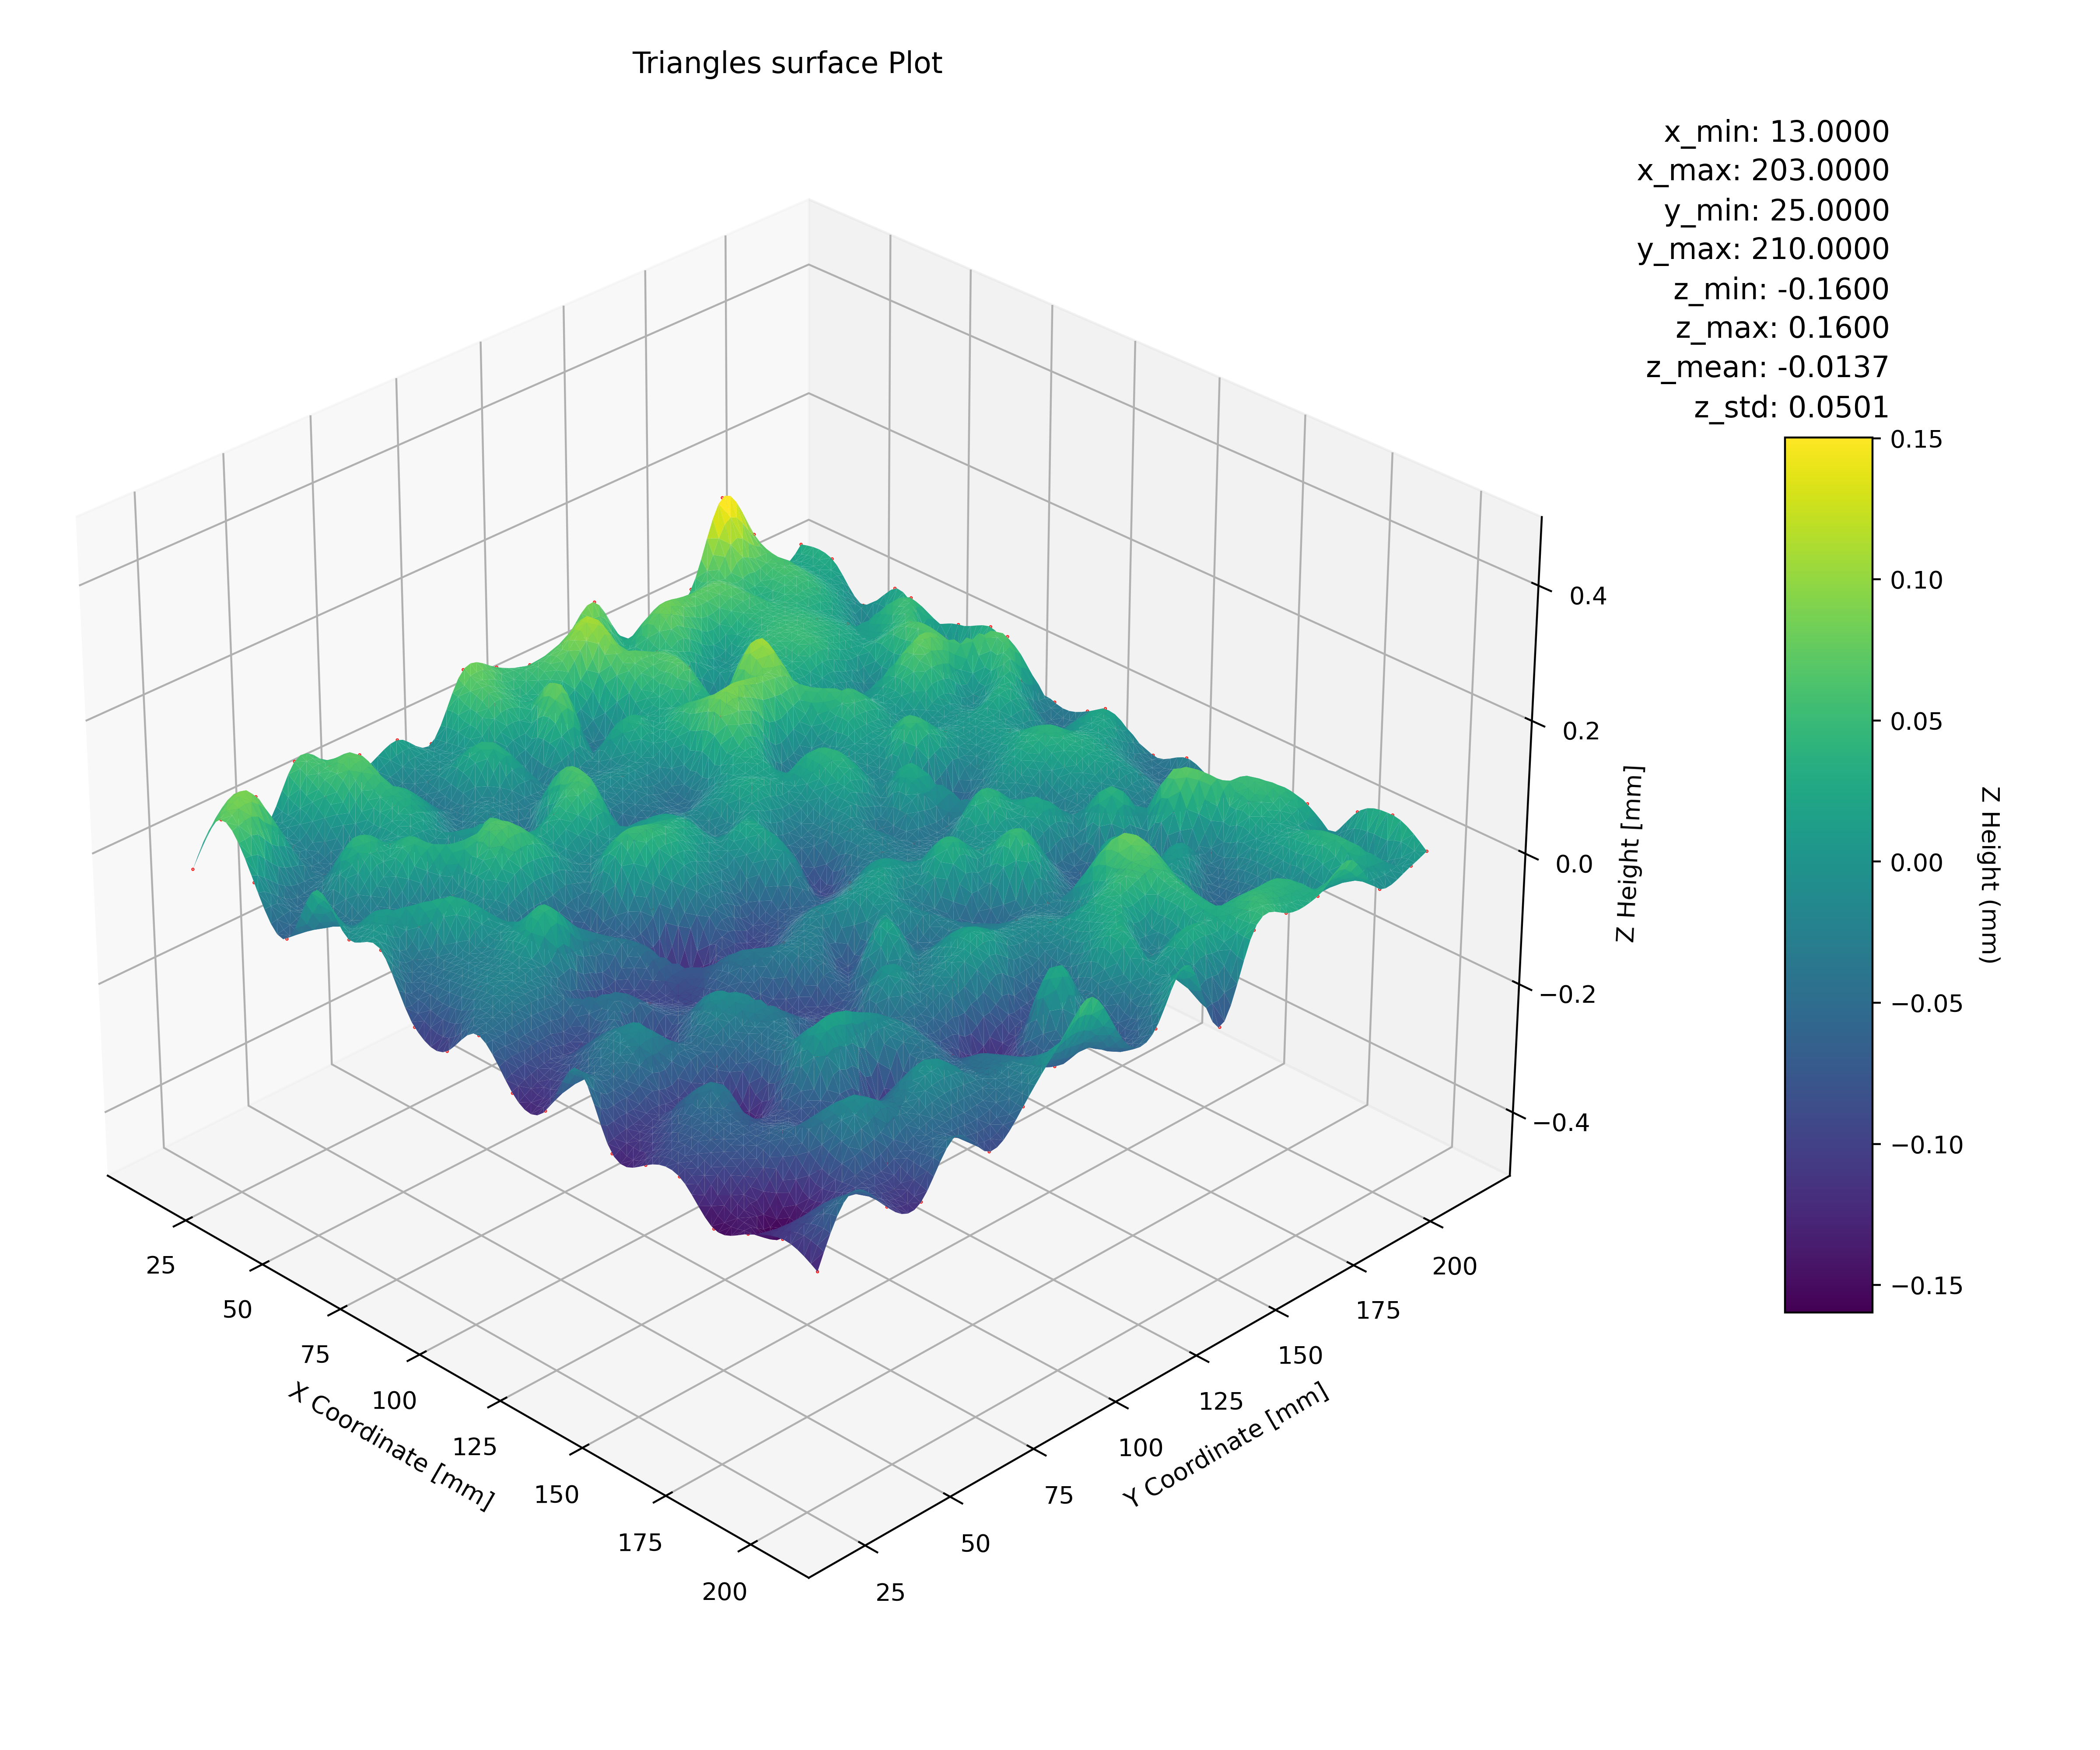 Triangles surface Plot
x_min: 13.0000
x_max: 203.0000
y_min: 25.0000
y_max: 210.0000
z_min: -0.1600
z_max: 0.1600
z_mean: -0.0137
z_std: 0.0501
0.15
0.10
0.05
0.00
−0.05
−0.10
−0.15
Z Height (mm)
0.4
0.2
0.0
−0.2
−0.4
Z Height [mm]
25
50
75
100
125
150
175
200
X Coordinate [mm]
25
50
75
100
125
150
175
200
Y Coordinate [mm]